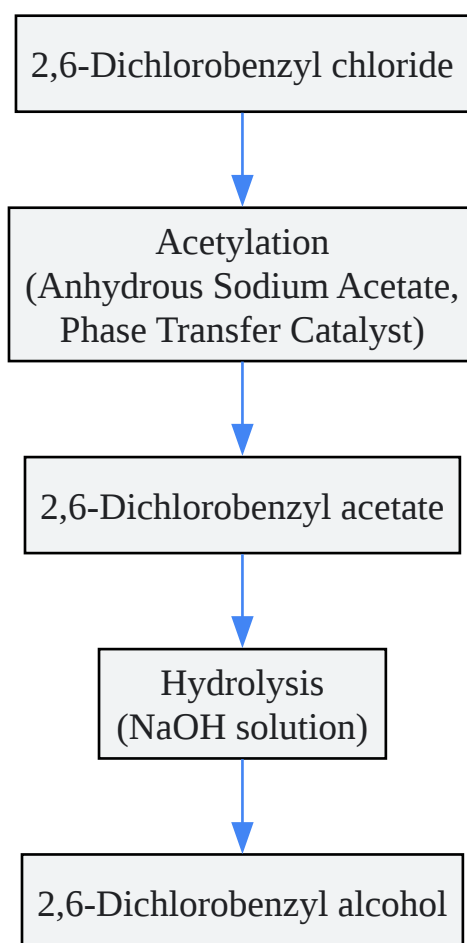 2,6-Dichlorobenzyl chloride
Acetylation
(Anhydrous Sodium Acetate,
Phase Transfer Catalyst)
2,6-Dichlorobenzyl acetate
Hydrolysis
(NaOH solution)
2,6-Dichlorobenzyl alcohol